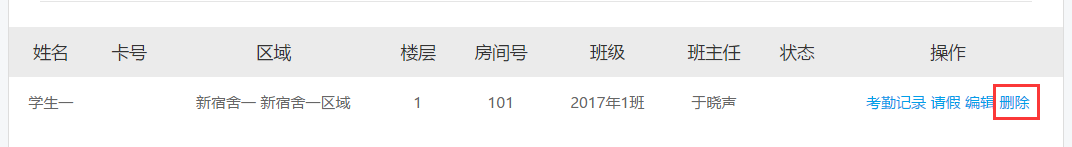 姓名 卡号 区域 楼层 房间号 班级 班主任 状态 操作
学生一 新宿舍一 新宿舍一区域 1 101 2017年1班 于晓声 考勤记录 请假 编辑 删除